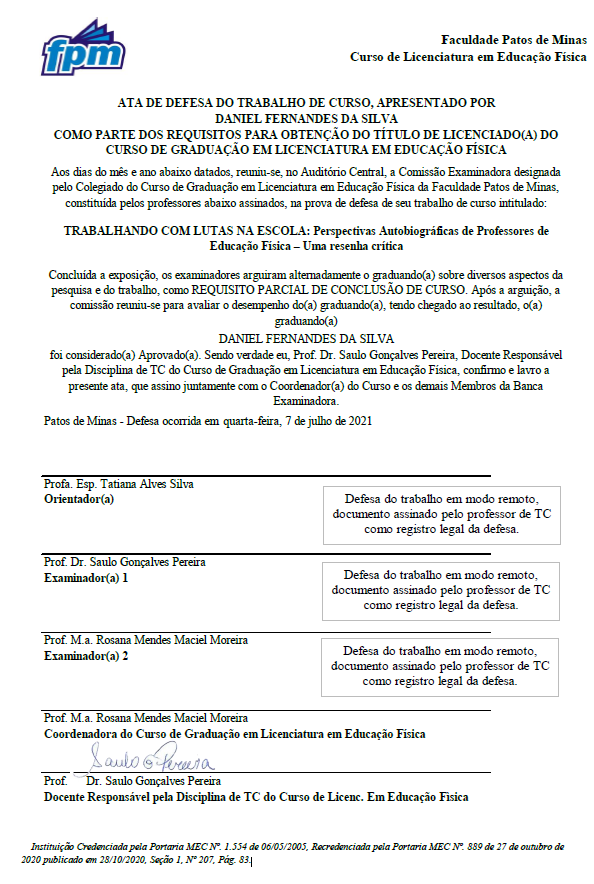 fpm
Faculdade Patos de Minas
Curso de Licenciatura em Educação Física
ATA DE DEFESA DO TRABALHO DE CURSO, APRESENTADO POR
DANIEL FERNANDES DA SILVA
COMO PARTE DOS REQUISITOS PARA OBTENÇÃO DO TÍTULO DE LICENCIADO(A) DO
CURSO DE GRADUAÇÃO EM LICENCIATURA EM EDUCAÇÃO FÍSICA
Aos dias do mês e ano abaixo datados, reuniu-se, no Auditório Central, a Comissão Examinadora designada
pelo Colegiado do Curso de Graduação em Licenciatura em Educação Física da Faculdade Patos de Minas,
constituída pelos professores abaixo assinados, na prova de defesa de seu trabalho de curso intitulado:
TRABALHANDO COM LUTAS NA ESCOLA: Perspectivas Autobiográficas de Professores de
Educação Física – Uma resenha crítica
Concluída a exposição, os examinadores arguiram alternadamente o graduando(a) sobre diversos aspectos da
pesquisa e do trabalho, como REQUISITO PARCIAL DE CONCLUSÃO DE CURSO. Após a arguição, a
comissão reuniu-se para avaliar o desempenho do(a) graduando(a), tendo chegado ao resultado, o(a)
graduando(a)
DANIEL FERNANDES DA SILVA
foi considerado(a) Aprovado(a). Sendo verdade eu, Prof. Dr. Saulo Gonçalves Pereira, Docente Responsável
pela Disciplina de TC do Curso de Graduação em Licenciatura em Educação Física, confirmo e lavro a
presente ata, que assino juntamente com o Coordenador(a) do Curso e os demais Membros da Banca
Examinadora.
Patos de Minas - Defesa ocorrida em quarta-feira, 7 de julho de 2021
Profa. Esp. Tatiana Alves Silva
Orientador(a)
Defesa do trabalho em modo remoto,
documento assinado pelo professor de TC
como registro legal da defesa.
Prof. Dr. Saulo Gonçalves Pereira
Examinador(a) 1
Defesa do trabalho em modo remoto,
documento assinado pelo professor de TC
como registro legal da defesa.
Prof. M.a. Rosana Mendes Maciel Moreira
Examinador(a) 2
Defesa do trabalho em modo remoto,
documento assinado pelo professor de TC
como registro legal da defesa.
Prof. M.a. Rosana Mendes Maciel Moreira
Coordenadora do Curso de Graduação em Licenciatura em Educação Física
Saulo G Pereira
Prof. Dr. Saulo Gonçalves Pereira
Docente Responsável pela Disciplina de TC do Curso de Licenc. Em Educação Física
Instituição Credenciada pela Portaria MEC Nº. 1.554 de 06/05/2005, Recredenciada pela Portaria MEC Nº. 889 de 27 de outubro de
2020 publicado em 28/10/2020, Seção 1, Nº 207, Pág. 83.